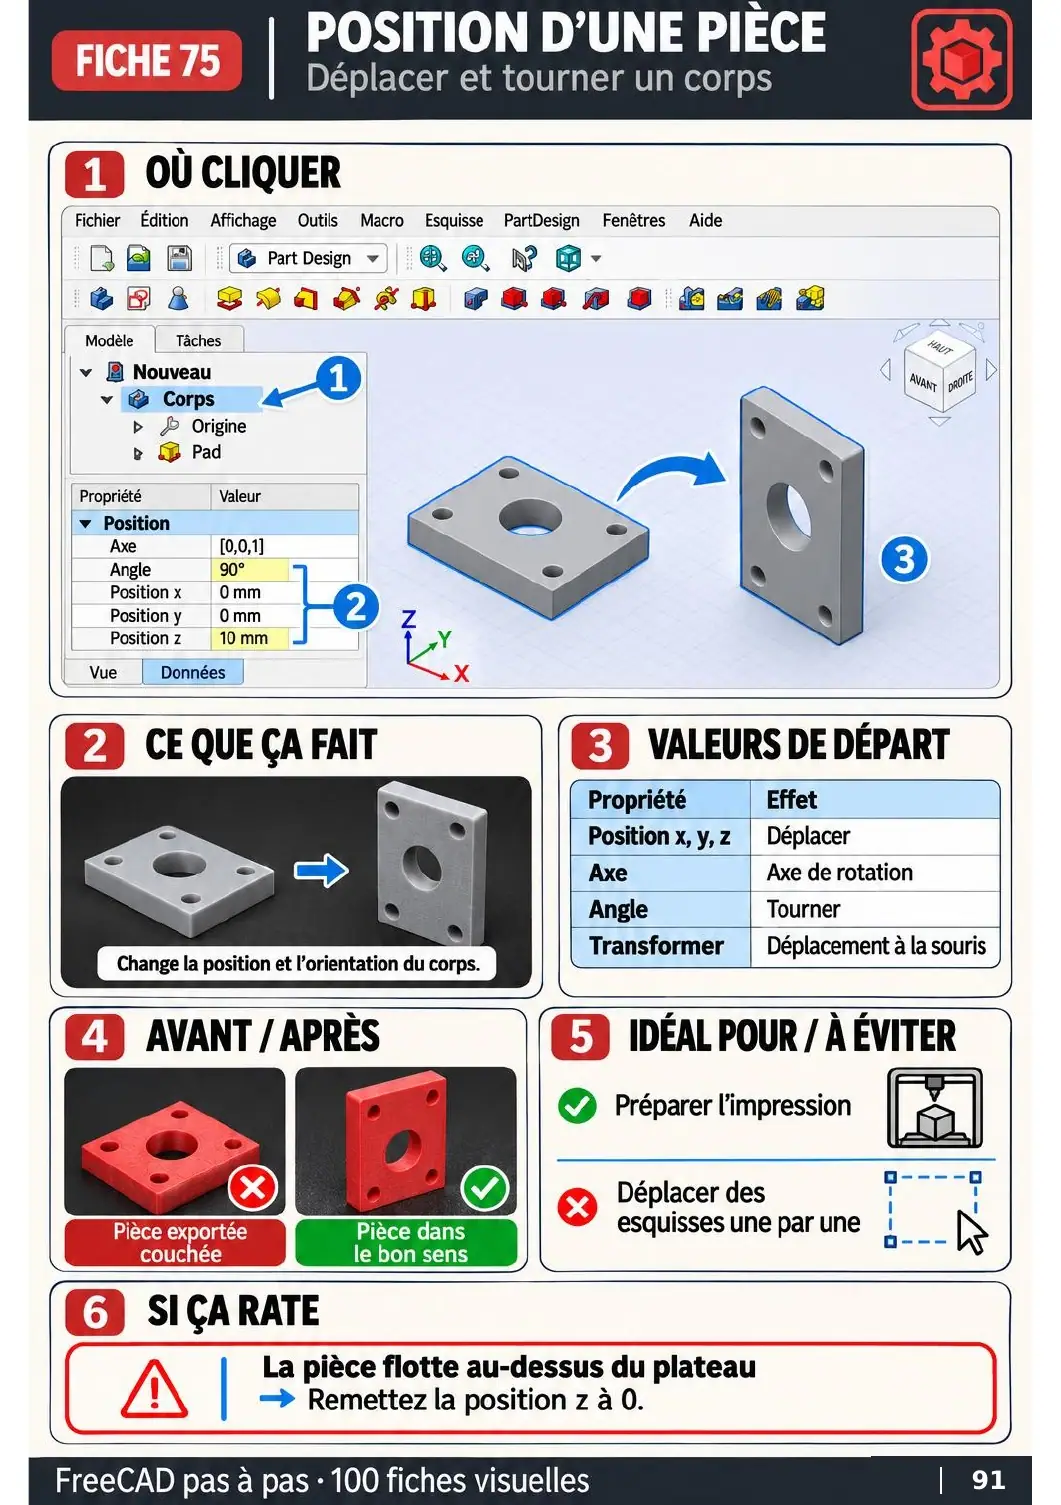 FICHE 75
POSITION D’UNE PIÈCE
Déplacer et tourner un corps
1 OÙ CLIQUER
Fichier Édition Affichage Outils Macro Esquisse PartDesign Fenêtres Aide
Part Design
Modèle Tâches
Nouveau
Corps
Origine
Pad
1
Propriété Valeur
Position
Axe [0,0,1]
Angle 90°
Position x 0 mm
Position y 0 mm
Position z 10 mm
2
Vue Données
Z
Y
X
3
HAUT
AVANT DROITE
2 CE QUE ÇA FAIT
Change la position et l’orientation du corps.
3 VALEURS DE DÉPART
Propriété Effet
Position x, y, z Déplacer
Axe Axe de rotation
Angle Tourner
Transformer Déplacement à la souris
4 AVANT / APRÈS
Pièce exportée
couchée
Pièce dans
le bon sens
5 IDÉAL POUR / À ÉVITER
Préparer l’impression
Déplacer des
esquisses une par une
6 SI ÇA RATE
La pièce flotte au-dessus du plateau
→ Remettez la position z à 0.
FreeCAD pas à pas · 100 fiches visuelles | 91